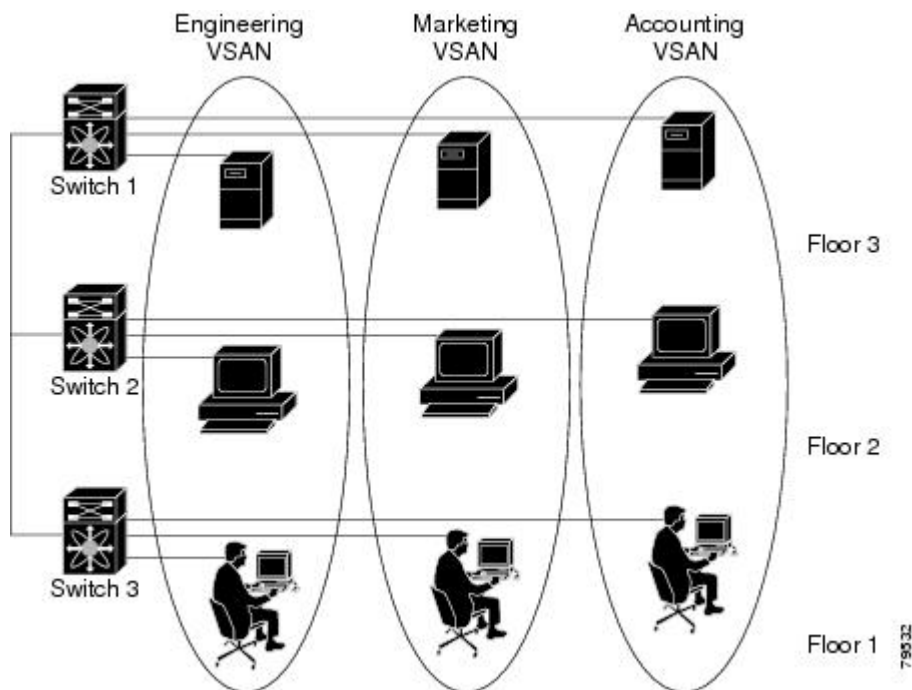 Engineering
VSAN
Marketing
VSAN
Accounting
VSAN
Switch 1
Floor 3
Switch 2
Floor 2
Switch 3
Floor 1
79532